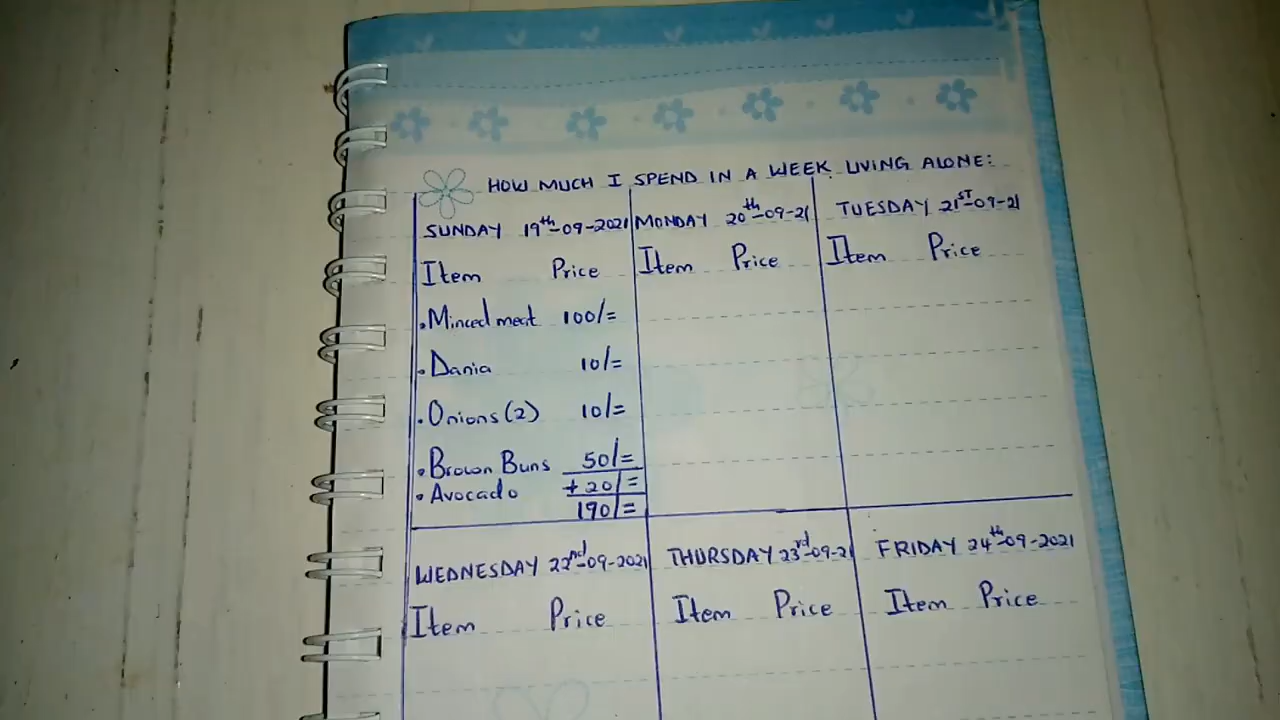 HOW MUCH I SPEND IN A WEEK LIVING ALONE:
SUNDAY 19th-09-2021
Item Price
.Minced meat 100/=
.Dania 10/=
.Onions (2) 10/=
.Brown Buns 50/=
.Avocado +20/=
190/=
MONDAY 20th-09-21
Item Price
TUESDAY 21ST-09-21
Item Price
WEDNESDAY 22nd-09-2021
Item Price
THURSDAY 23rd-09-21
Item Price
FRIDAY 24th-09-2021
Item Price